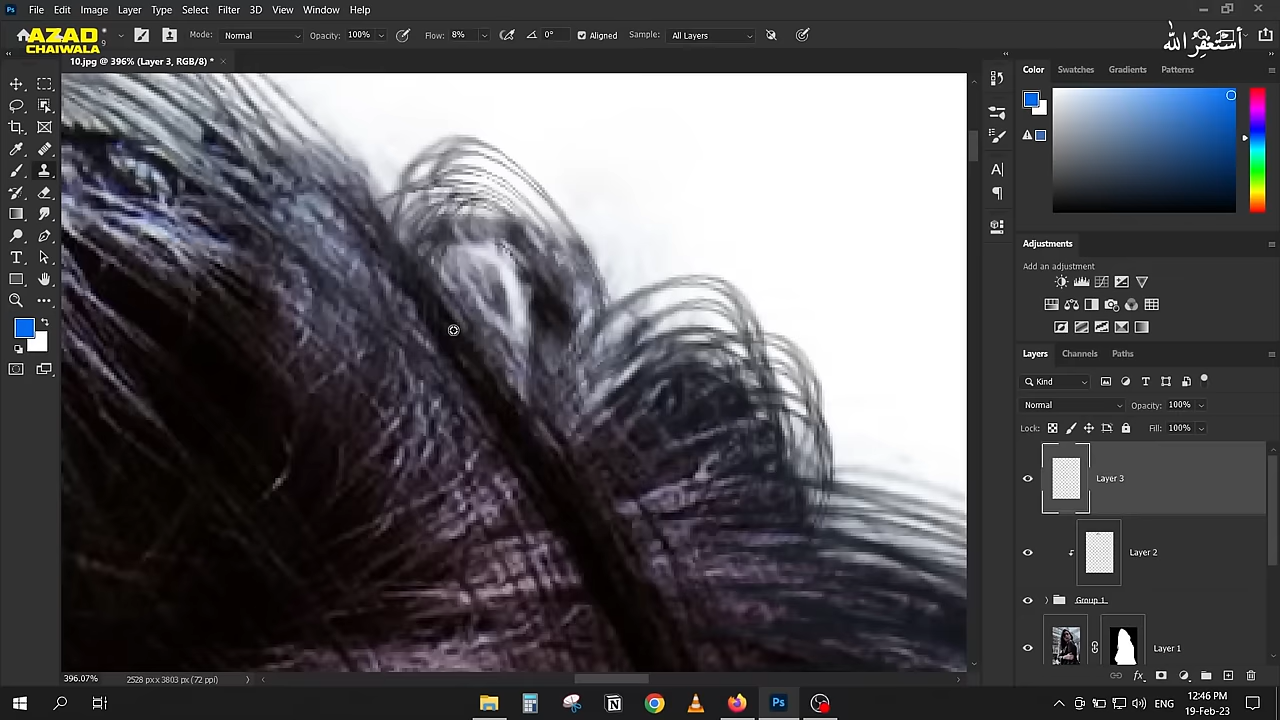 File Edit Image Layer Type Select Filter 3D View Window Help
AZAD
CHAIWALA
أستغفر الله
9 Mode: Normal Opacity: 100% Flow: 8% 0° Aligned Sample: All Layers
10.jpg @ 396% (Layer 3, RGB/8) *
Color Swatches Gradients Patterns
Adjustments
Add an adjustment
Layers Channels Paths
Kind
Normal Opacity: 100%
Lock: Fill: 100%
Layer 3
Layer 2
Group 1
Layer 1
396.07% 2528 px x 3803 px (72 ppi)
ENG 12:46 PM
19-Feb-23